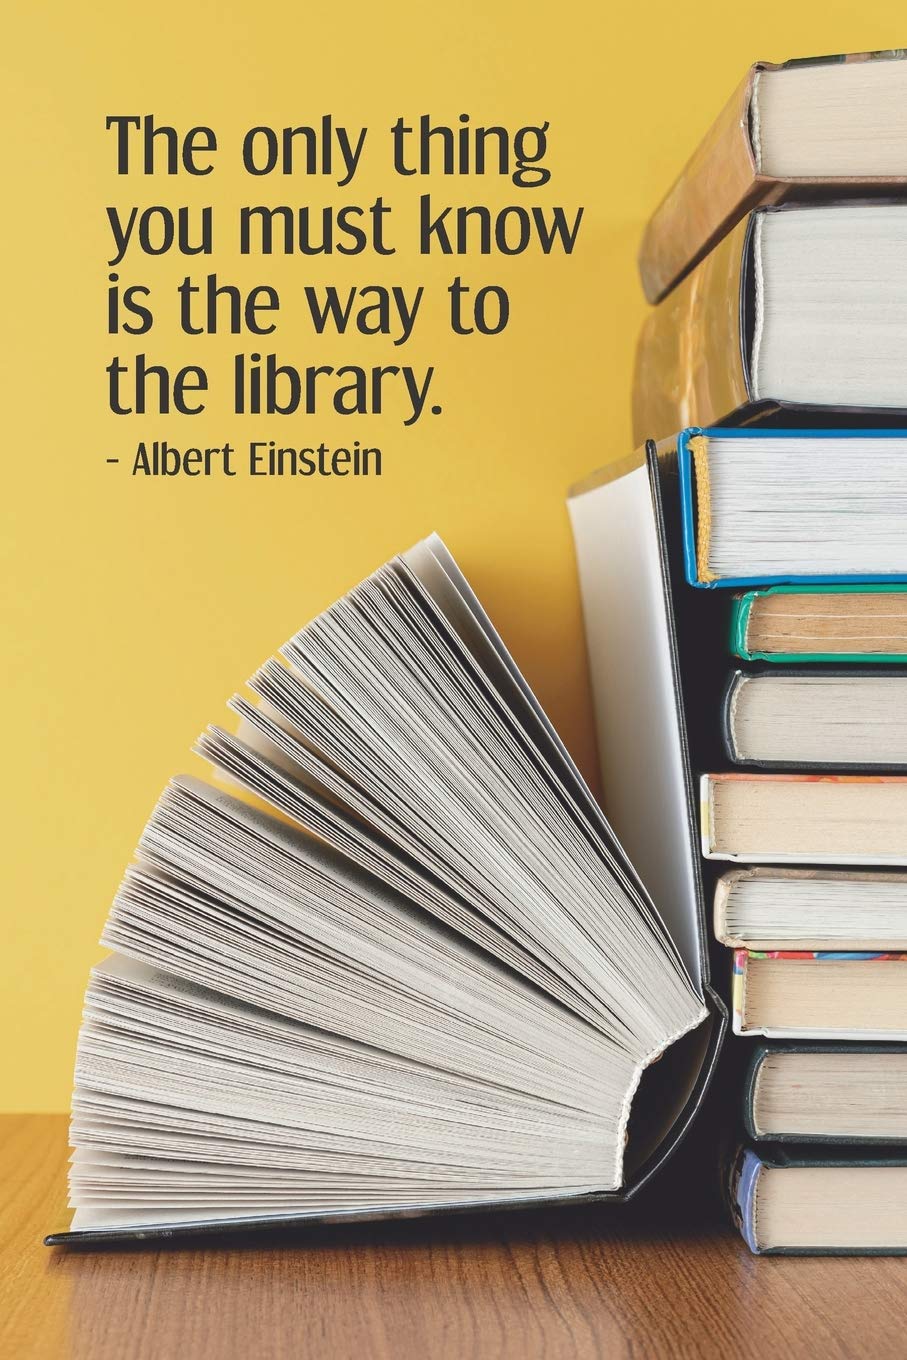 The only thing
you must know
is the way to
the library.
- Albert Einstein